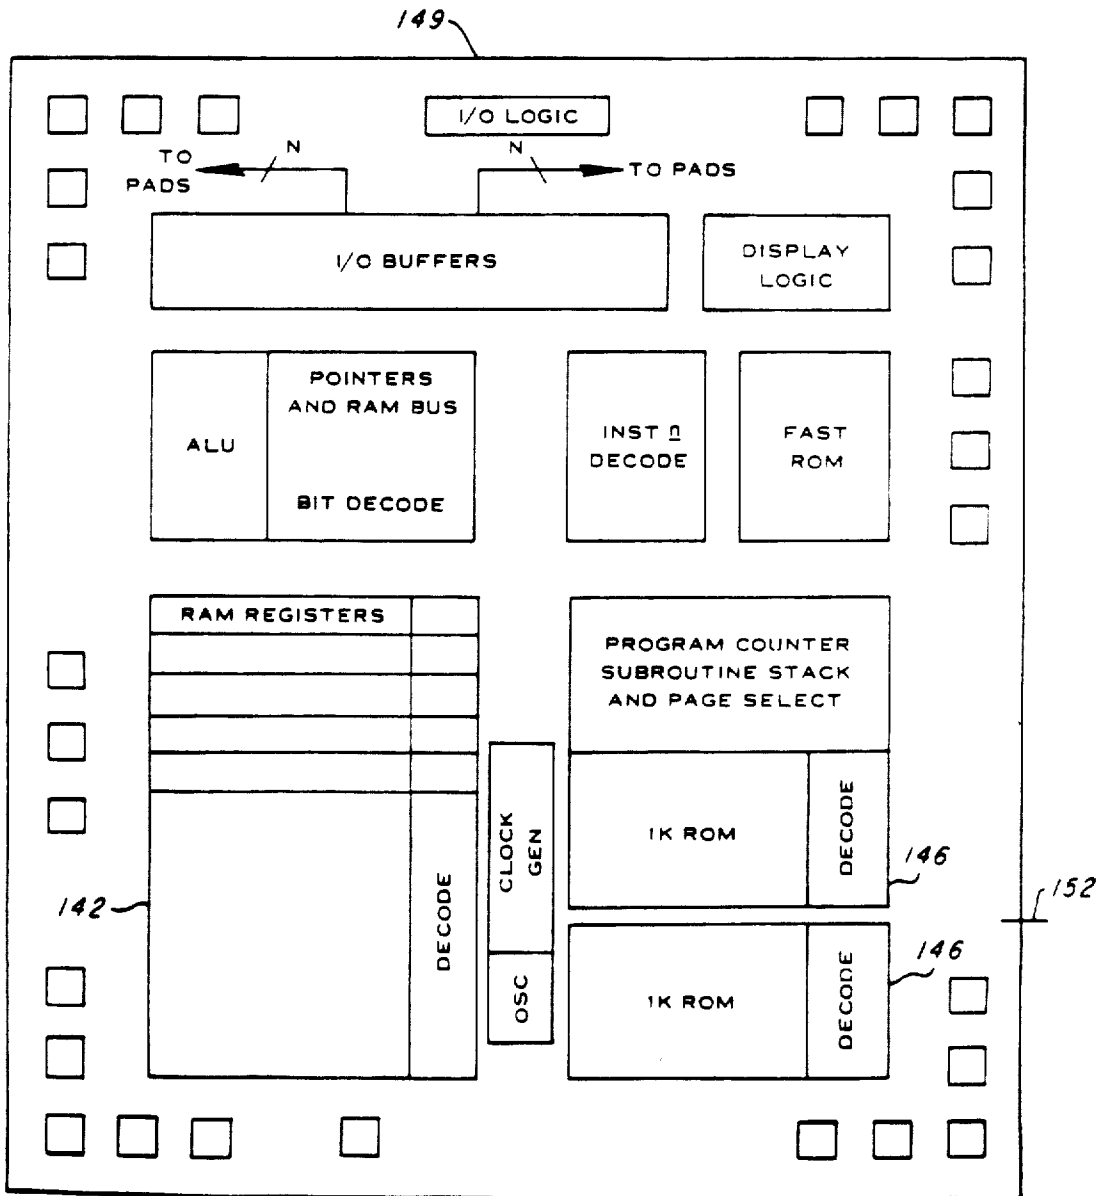 149
I/O LOGIC
N
N
TO
PADS
TO PADS
I/O BUFFERS
DISPLAY
LOGIC
POINTERS
AND RAM BUS
ALU
BIT DECODE
INST n
DECODE
FAST
ROM
RAM REGISTERS
PROGRAM COUNTER
SUBROUTINE STACK
AND PAGE SELECT
CLOCK
GEN
1K ROM
DECODE
146
142
DECODE
152
OSC
1K ROM
DECODE
146